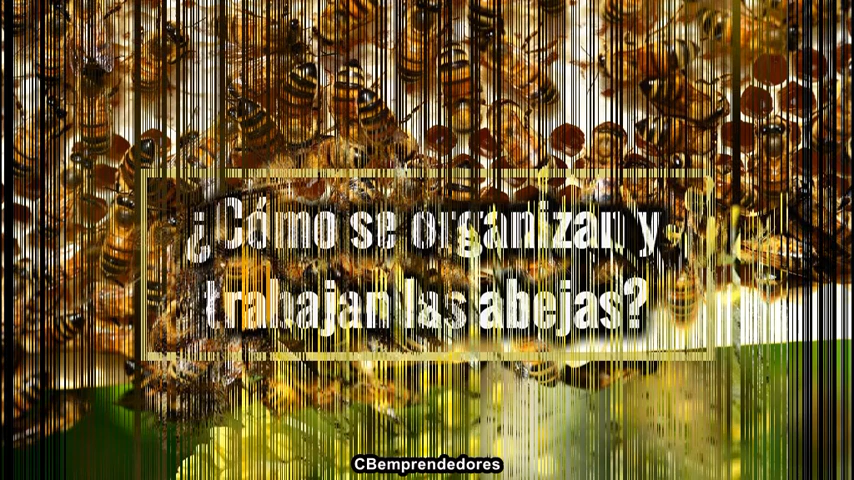 ¿Cómo se organizan y
trabajan las abejas?
CBemprendedores